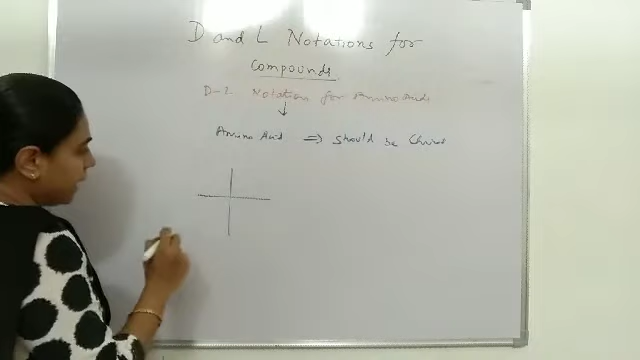 D and L Notations for
Compounds
D-L Notation for Amino Acids
Amino Acid ⇒ should be Chiral